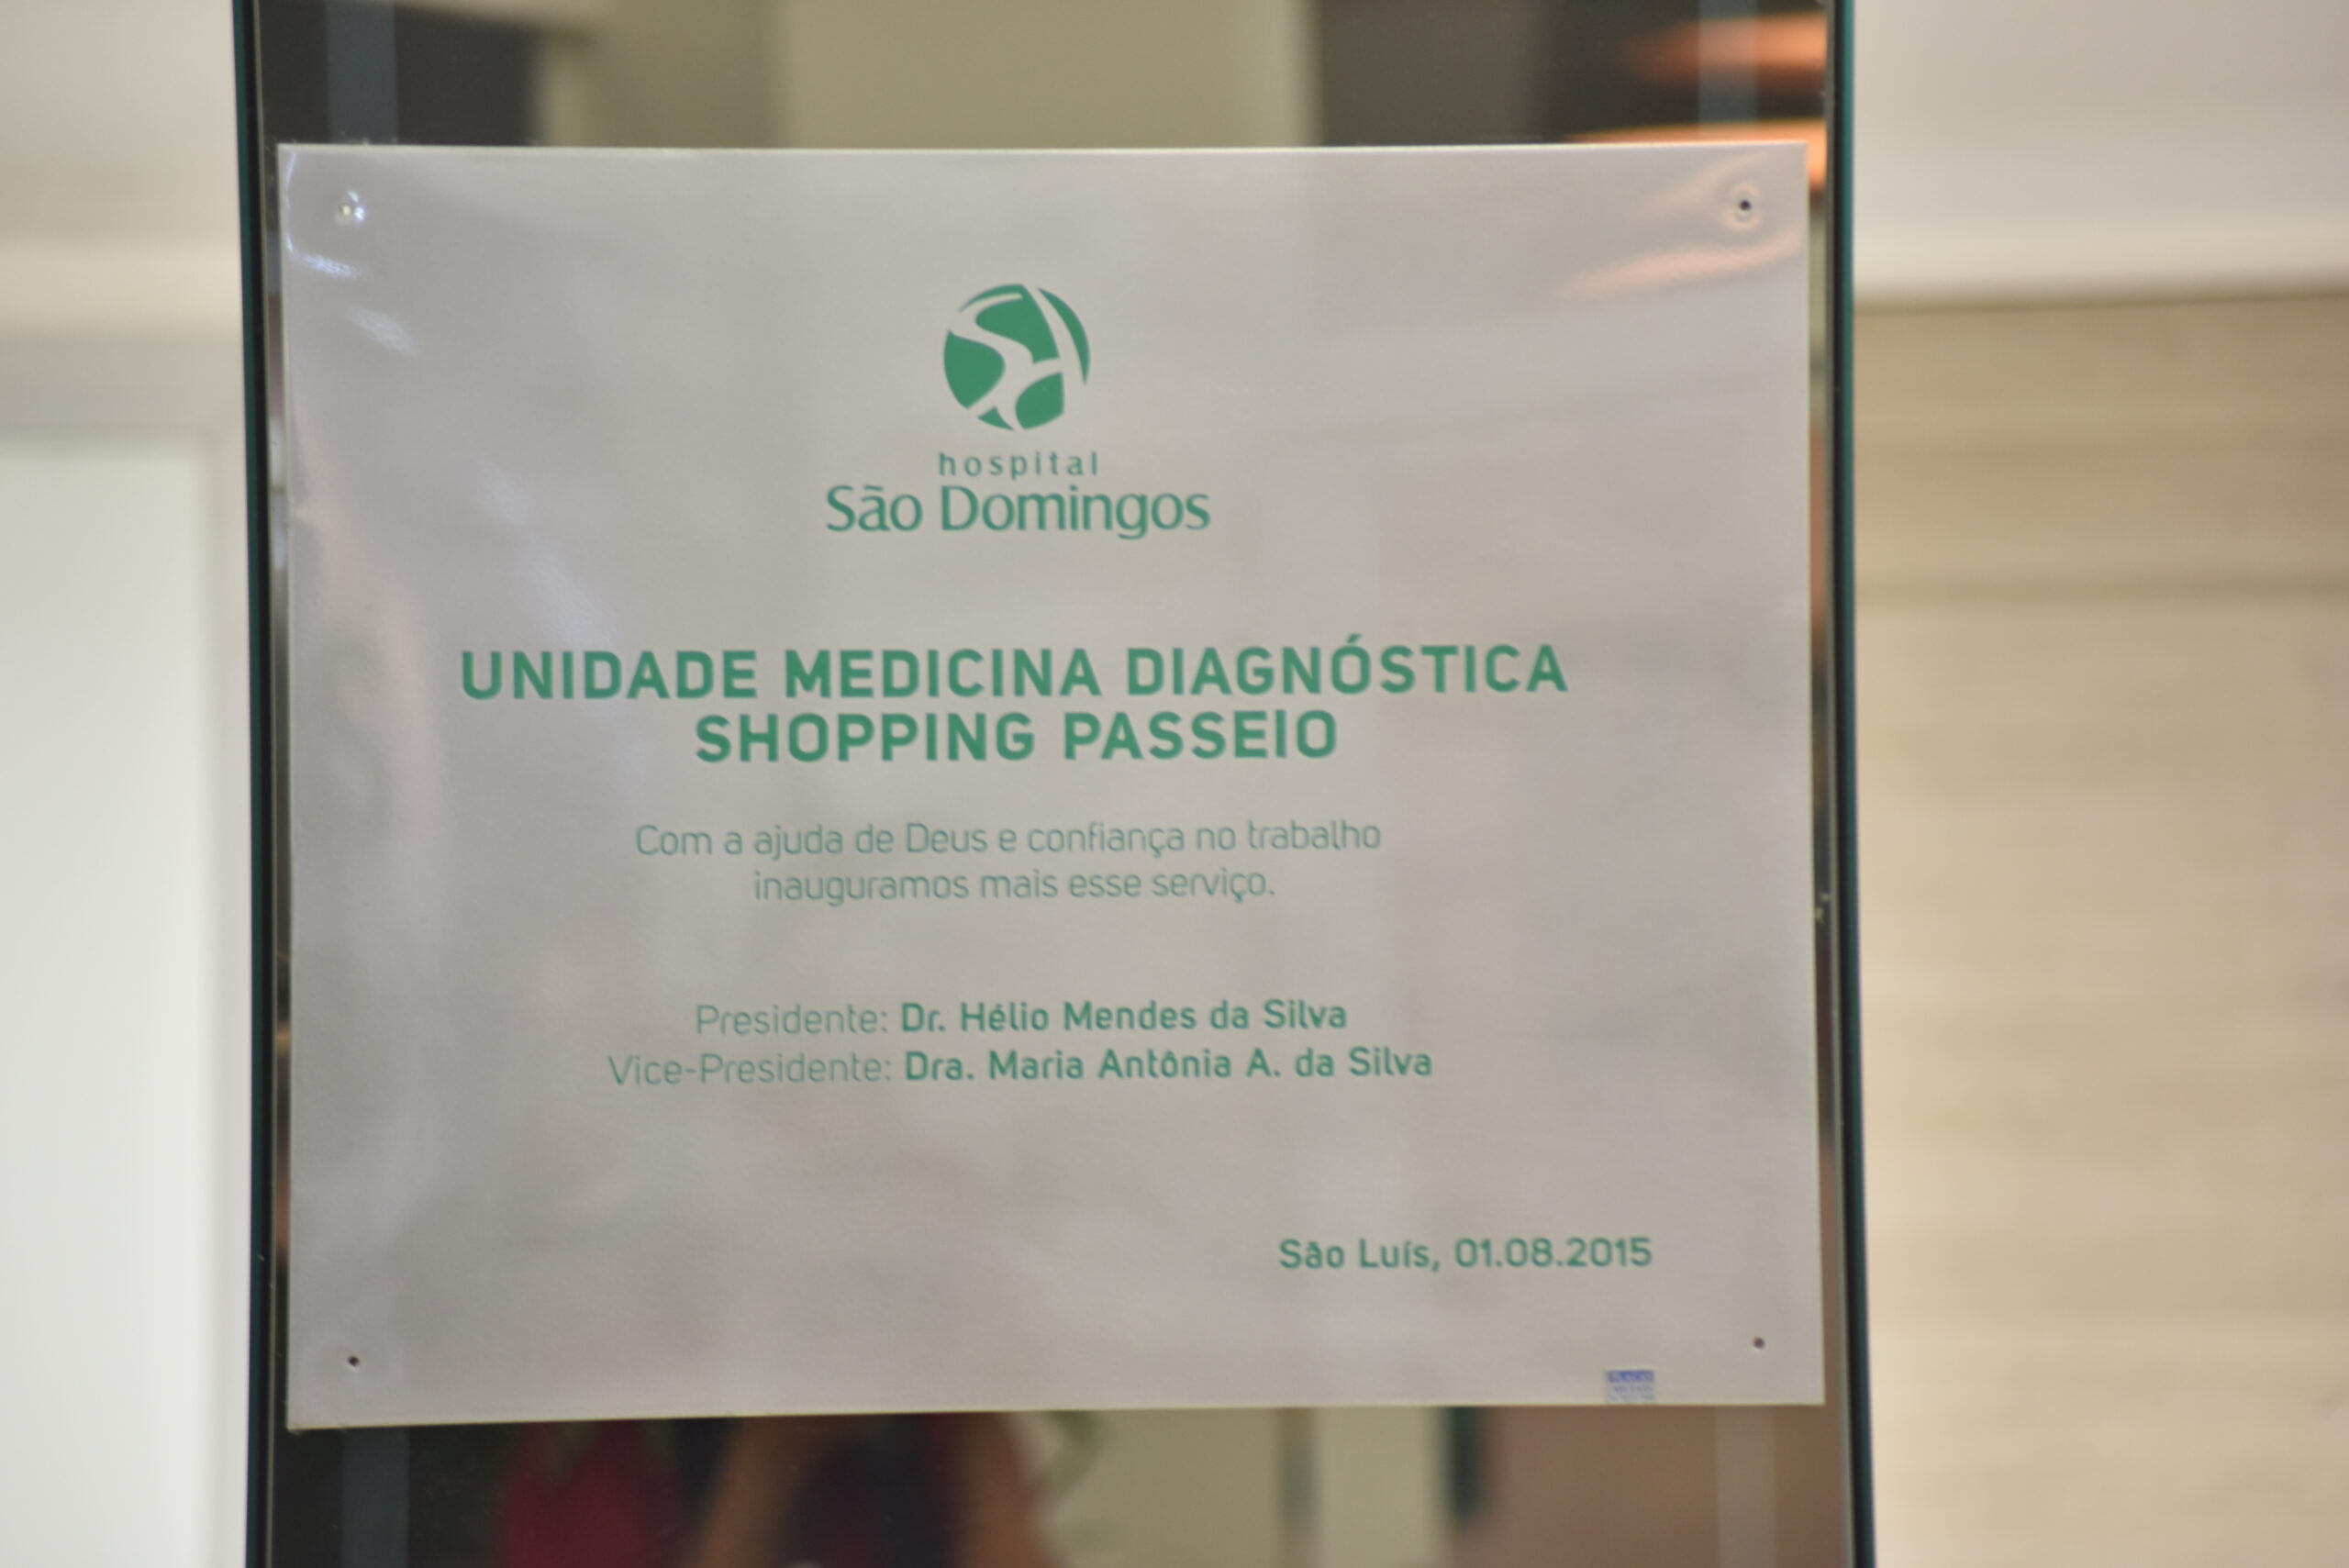 hospital
São Domingos
UNIDADE MEDICINA DIAGNÓSTICA
SHOPPING PASSEIO
Com a ajuda de Deus e confiança no trabalho
inauguramos mais esse serviço.
Presidente: Dr. Hélio Mendes da Silva
Vice-Presidente: Dra. Maria Antônia A. da Silva
São Luís, 01.08.2015